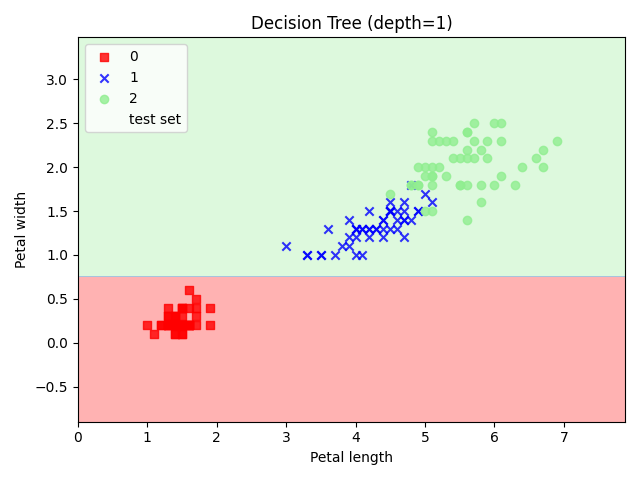 Decision Tree (depth=1)
0
1
2
test set
3.0
2.5
2.0
1.5
1.0
0.5
0.0
−0.5
Petal width
0 1 2 3 4 5 6 7
Petal length